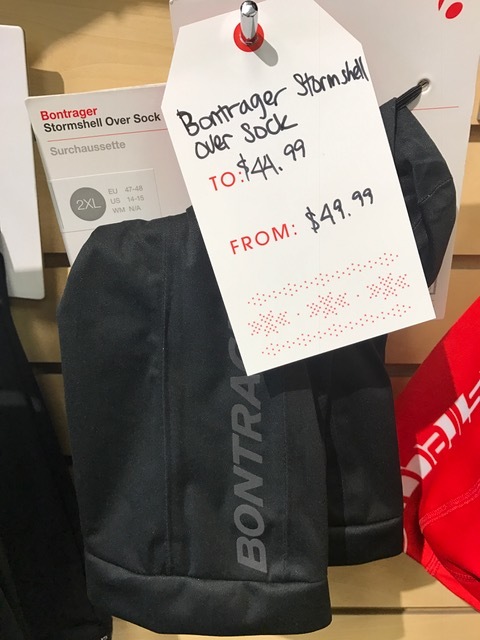 Bontrager
Stormshell Over Sock
Surchaussette
2XL
EU 47-48
US 14-15
WM N/A
Bontrager Stormshell
over Sock
TO: $44.99
FROM: $49.99
BONTRAG